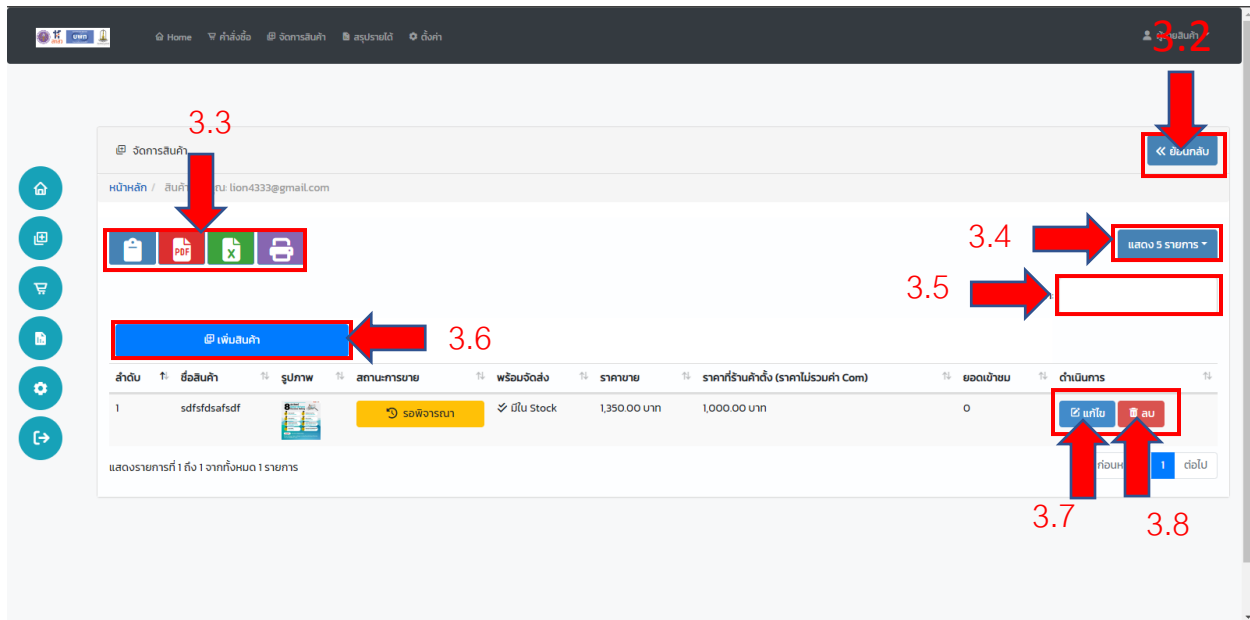 Home คำสั่งซื้อ จัดการสินค้า สรุปรายได้ ตั้งค่า
3.2
3.3
จัดการสินค้า
ย้อนกลับ
หน้าหลัก / lion4333@gmail.com
PDF
3.4
แสดง 5 รายการ
3.5
เพิ่มสินค้า
3.6
ลำดับ ชื่อสินค้า รูปภาพ สถานะการขาย พร้อมจัดส่ง ราคาขาย ราคาที่ร้านค้าตั้ง (ราคาไม่รวมค่า Com) ยอดเข้าชม ดำเนินการ
1 sdfsfdsafsdf รอพิจารณา มีใน Stock 1,350.00 บาท 1,000.00 บาท 0 แก้ไข ลบ
แสดงรายการที่ 1 ถึง 1 จากทั้งหมด 1 รายการ
1 ต่อไป
3.7
3.8